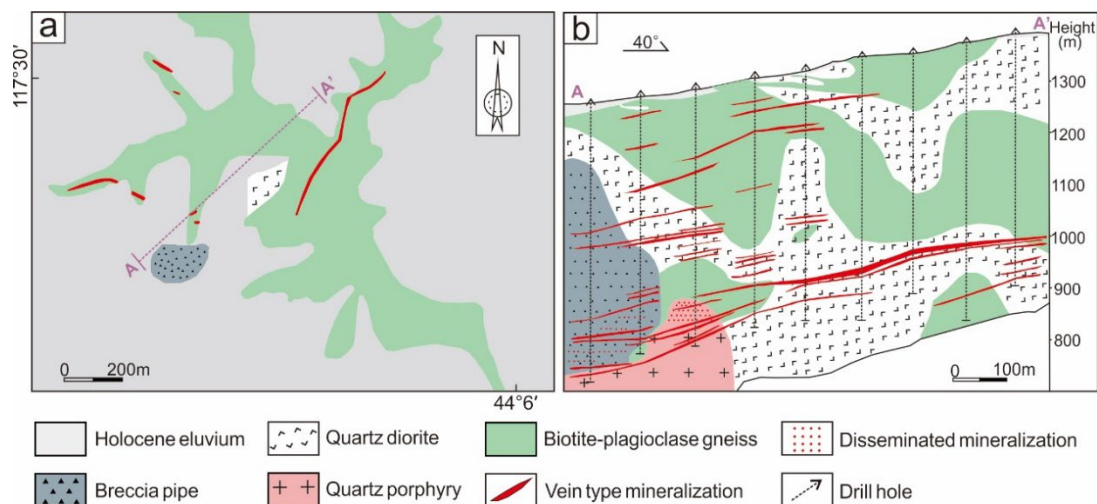 a
N
117°30′
A'
A
0 200m
44°6′
b
40°
A'
Height
(m)
A
1300
1200
1100
1000
900
800
0 100m
Holocene eluvium
Quartz diorite
Biotite-plagioclase gneiss
Disseminated mineralization
Breccia pipe
Quartz porphyry
Vein type mineralization
Drill hole